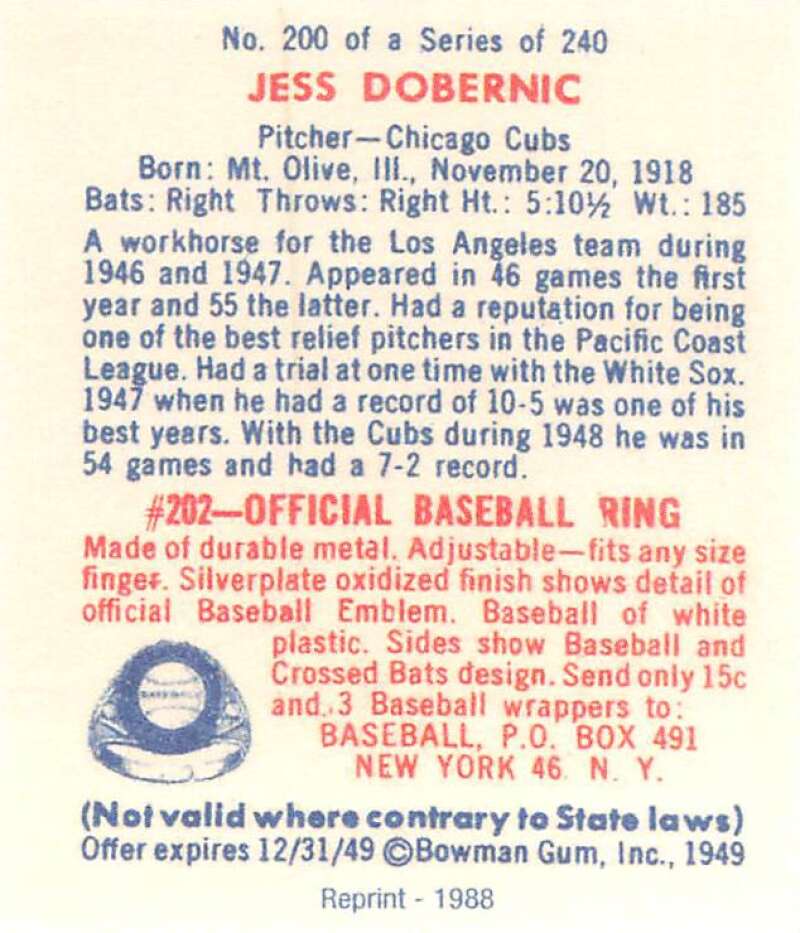 No. 200 of a Series of 240
JESS DOBERNIC
Pitcher—Chicago Cubs
Born: Mt. Olive, Ill., November 20, 1918
Bats: Right Throws: Right Ht.: 5:10½ Wt.: 185
A workhorse for the Los Angeles team during
1946 and 1947. Appeared in 46 games the first
year and 55 the latter. Had a reputation for being
one of the best relief pitchers in the Pacific Coast
League. Had a trial at one time with the White Sox.
1947 when he had a record of 10-5 was one of his
best years. With the Cubs during 1948 he was in
54 games and had a 7-2 record.
#202—OFFICIAL BASEBALL RING
Made of durable metal. Adjustable—fits any size
finger. Silverplate oxidized finish shows detail of
official Baseball Emblem. Baseball of white
plastic. Sides show Baseball and
Crossed Bats design. Send only 15c
and 3 Baseball wrappers to:
BASEBALL, P.O. BOX 491
NEW YORK 46 N. Y.
BASEBALL
(Not valid where contrary to State laws)
Offer expires 12/31/49 ©Bowman Gum, Inc., 1949
Reprint - 1988